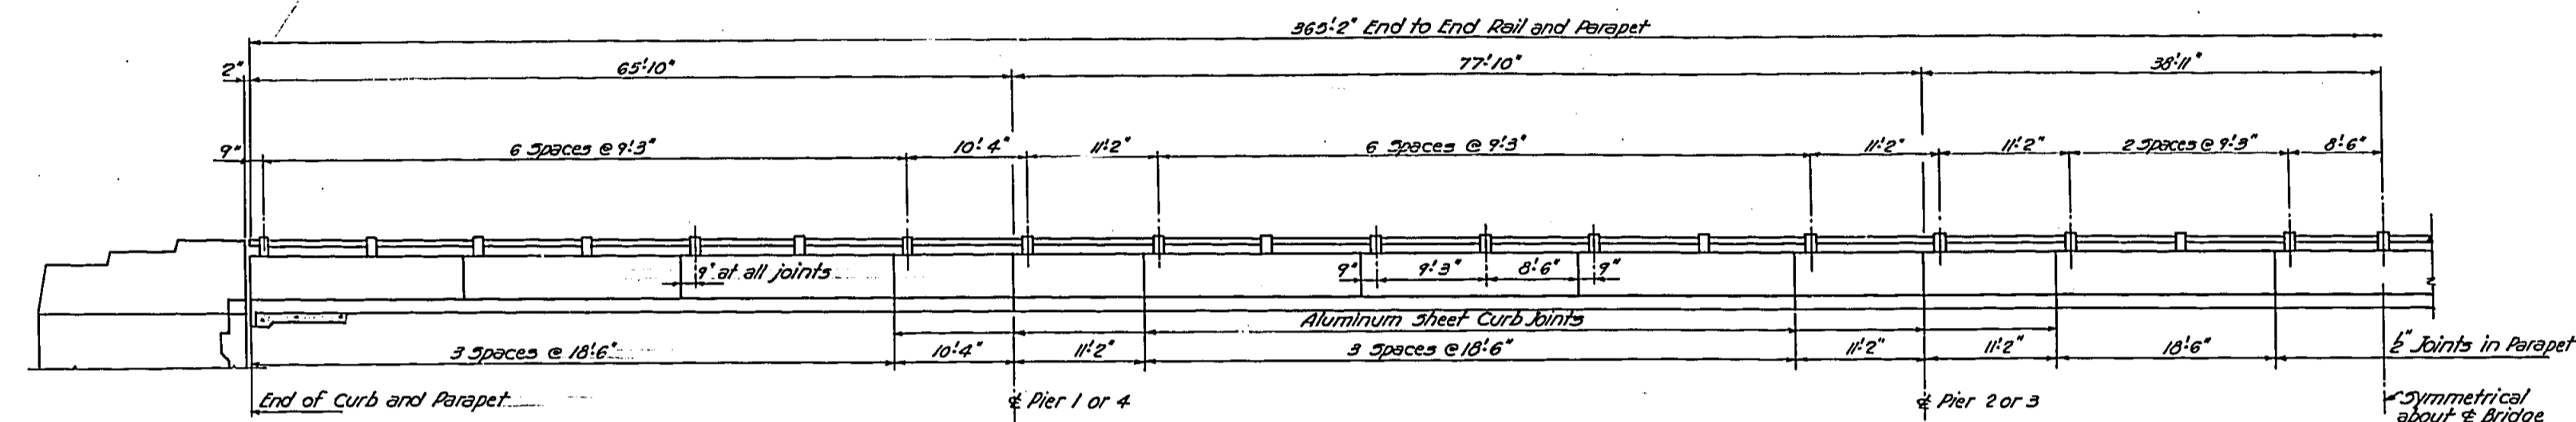 365'-2" End to End Rail and Parapet
2" 65'-10" 77'-10" 38'-11"
9" 6 Spaces @ 9'-3" 10'-4" 11'-2" 6 Spaces @ 9'-3" 11'-2" 11'-2" 2 Spaces @ 9'-3" 8'-6"
9" at all joints 9" 9'-3" 8'-6" 9"
Aluminum Sheet Curb Joints
3 Spaces @ 18'-6" 10'-4" 11'-2" 3 Spaces @ 18'-6" 11'-2" 11'-2" 18'-6" ½" Joints in Parapet
End of Curb and Parapet ℄ Pier 1 or 4 ℄ Pier 2 or 3 Symmetrical
about ℄ Bridge